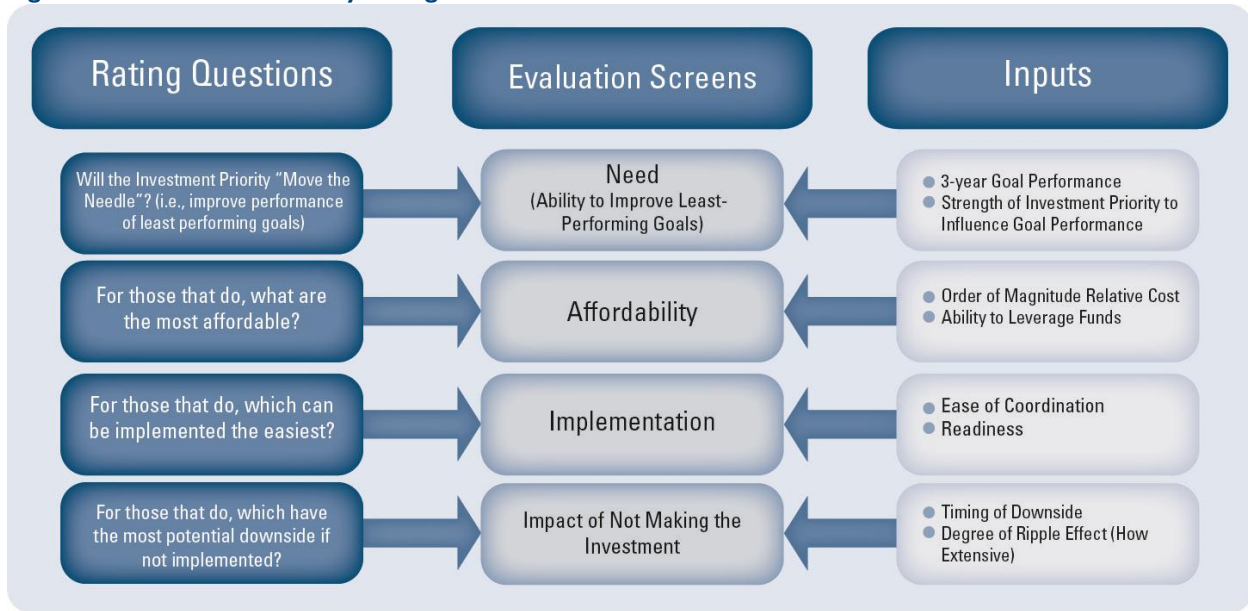 Rating Questions
Evaluation Screens
Inputs
Will the Investment Priority “Move the
Needle”? (i.e., improve performance
of least performing goals)
Need
(Ability to Improve Least-
Performing Goals)
3-year Goal Performance
Strength of Investment Priority to
Influence Goal Performance
For those that do, what are
the most affordable?
Affordability
Order of Magnitude Relative Cost
Ability to Leverage Funds
For those that do, which can
be implemented the easiest?
Implementation
Ease of Coordination
Readiness
For those that do, which have
the most potential downside if
not implemented?
Impact of Not Making the
Investment
Timing of Downside
Degree of Ripple Effect (How
Extensive)